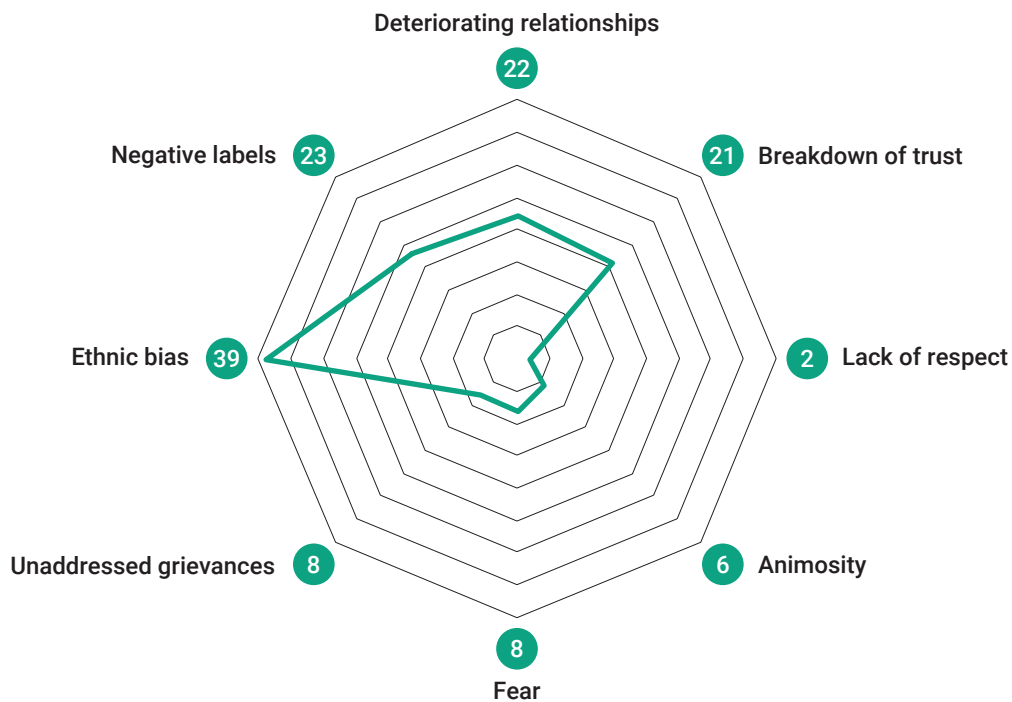 Deteriorating relationships
22
Negative labels 23
21 Breakdown of trust
Ethnic bias 39
2 Lack of respect
Unaddressed grievances 8
6 Animosity
8
Fear